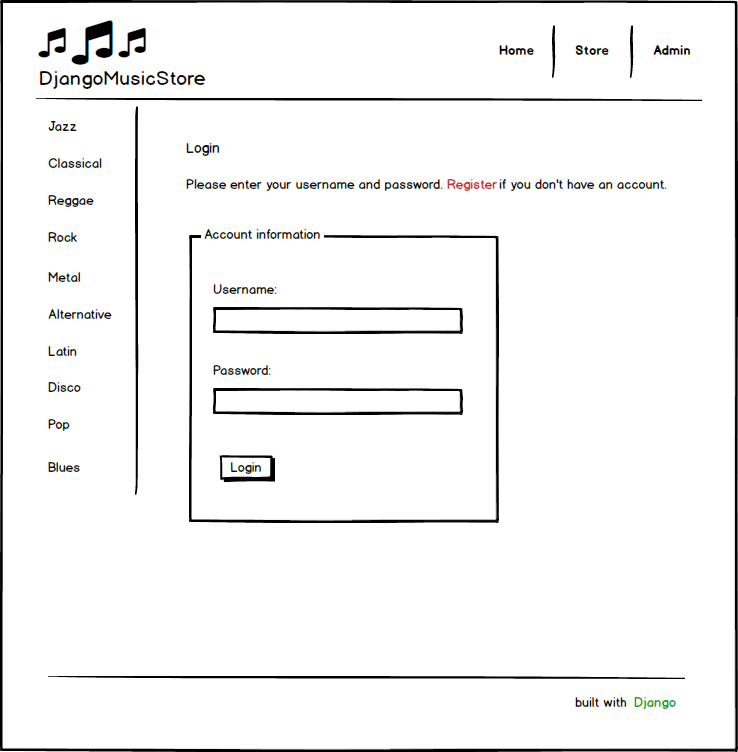 DjangoMusicStore
Home Store Admin
Jazz
Classical
Reggae
Rock
Metal
Alternative
Latin
Disco
Pop
Blues
Login
Please enter your username and password. Register if you don't have an account.
Account information
Username:
Password:
Login
built with Django